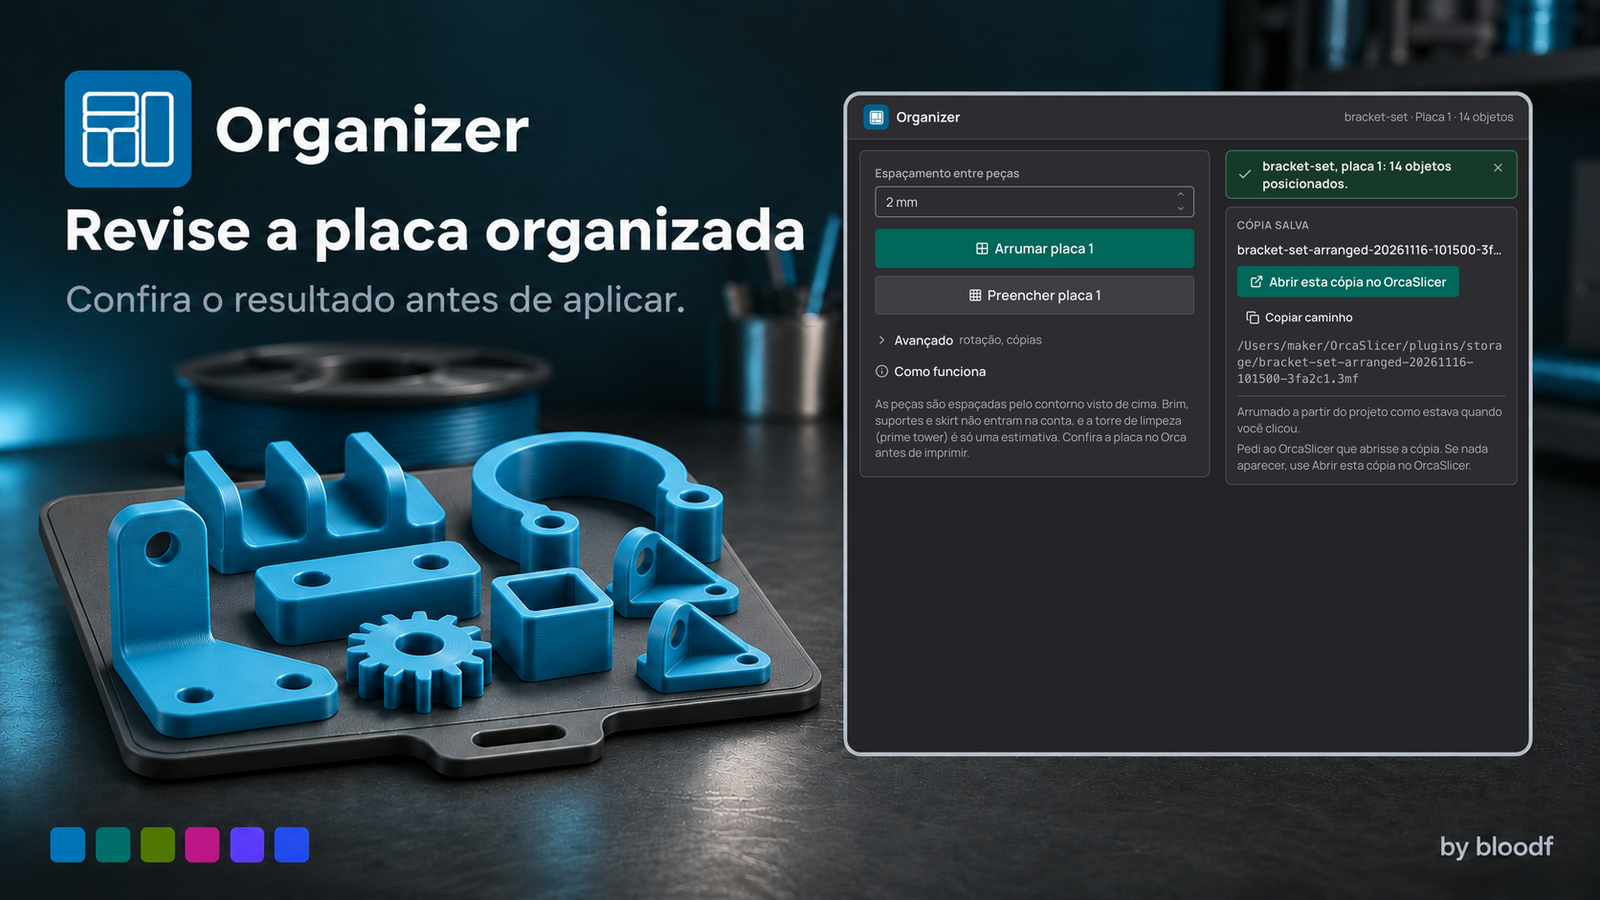 Organizer
Revise a placa organizada
Confira o resultado antes de aplicar.
Organizer
bracket-set · Placa 1 · 14 objetos
Espaçamento entre peças
2 mm
Arrumar placa 1
Preencher placa 1
Avançado rotação, cópias
Como funciona
As peças são espaçadas pelo contorno visto de cima. Brim,
suportes e skirt não entram na conta, e a torre de limpeza
(prime tower) é só uma estimativa. Confira a placa no Orca
antes de imprimir.
bracket-set, placa 1: 14 objetos
posicionados.
CÓPIA SALVA
bracket-set-arranged-20261116-101500-3f...
Abrir esta cópia no OrcaSlicer
Copiar caminho
/Users/maker/OrcaSlicer/plugins/stora
ge/bracket-set-arranged-20261116-
101500-3fa2c1.3mf
Arrumado a partir do projeto como estava quando
você clicou.
Pedi ao OrcaSlicer que abrisse a cópia. Se nada
aparecer, use Abrir esta cópia no OrcaSlicer.
by bloodf